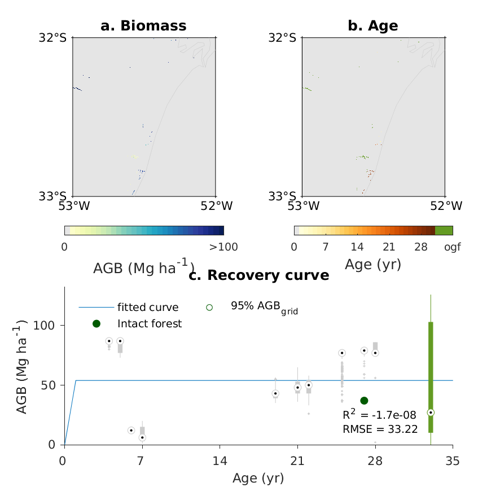 a. Biomass
b. Age
32°S
32°S
33°S
33°S
53°W
52°W
53°W
52°W
0
>100
0
7
14
21
28
ogf
AGB (Mg ha-1)
Age (yr)
c. Recovery curve
fitted curve
95% AGBgrid
Intact forest
100
50
0
AGB (Mg ha-1)
R2 = -1.7e-08
RMSE = 33.22
0
7
14
21
28
35
Age (yr)